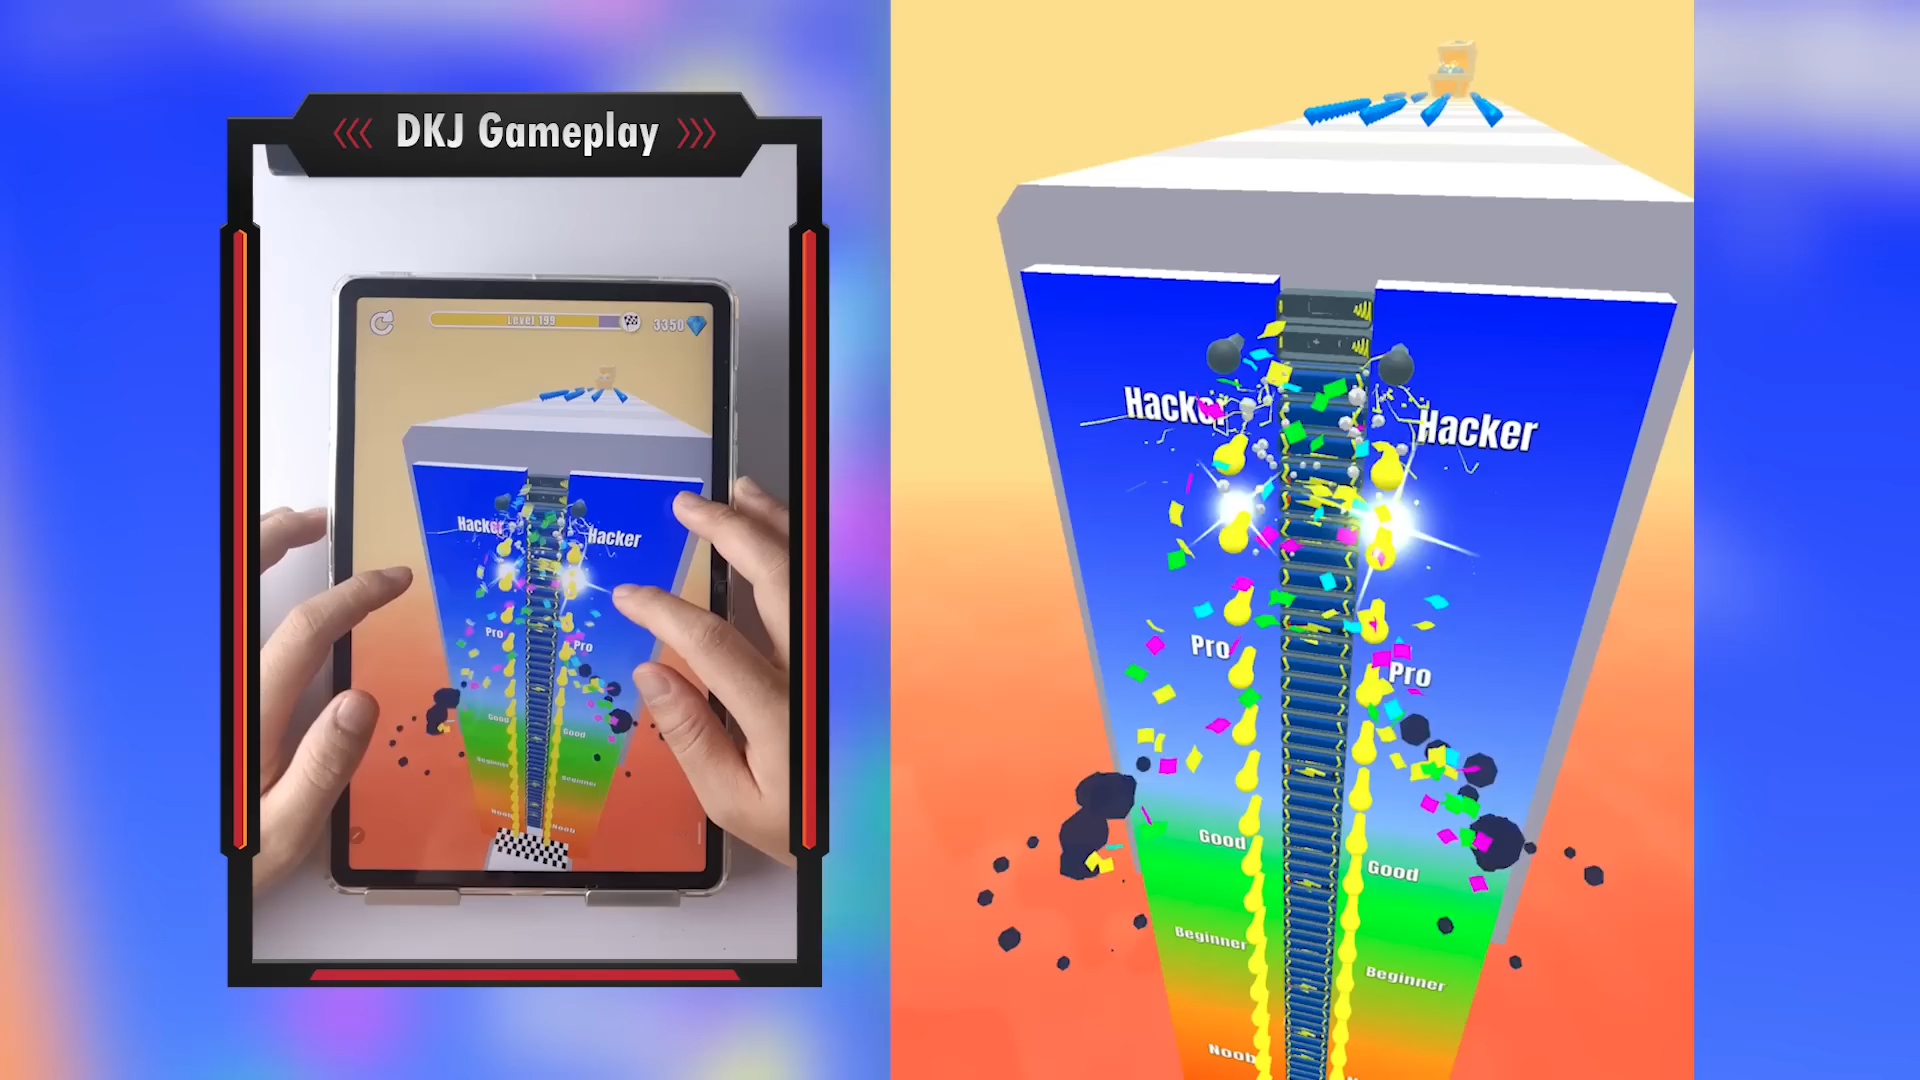 DKJ Gameplay
Level 199
3350
Hacker
Hacker
Pro
Pro
Good
Good
Beginner
Beginner
Noob
Noob
Hacker
Hacker
Pro
Pro
Good
Good
Beginner
Beginner
Noob